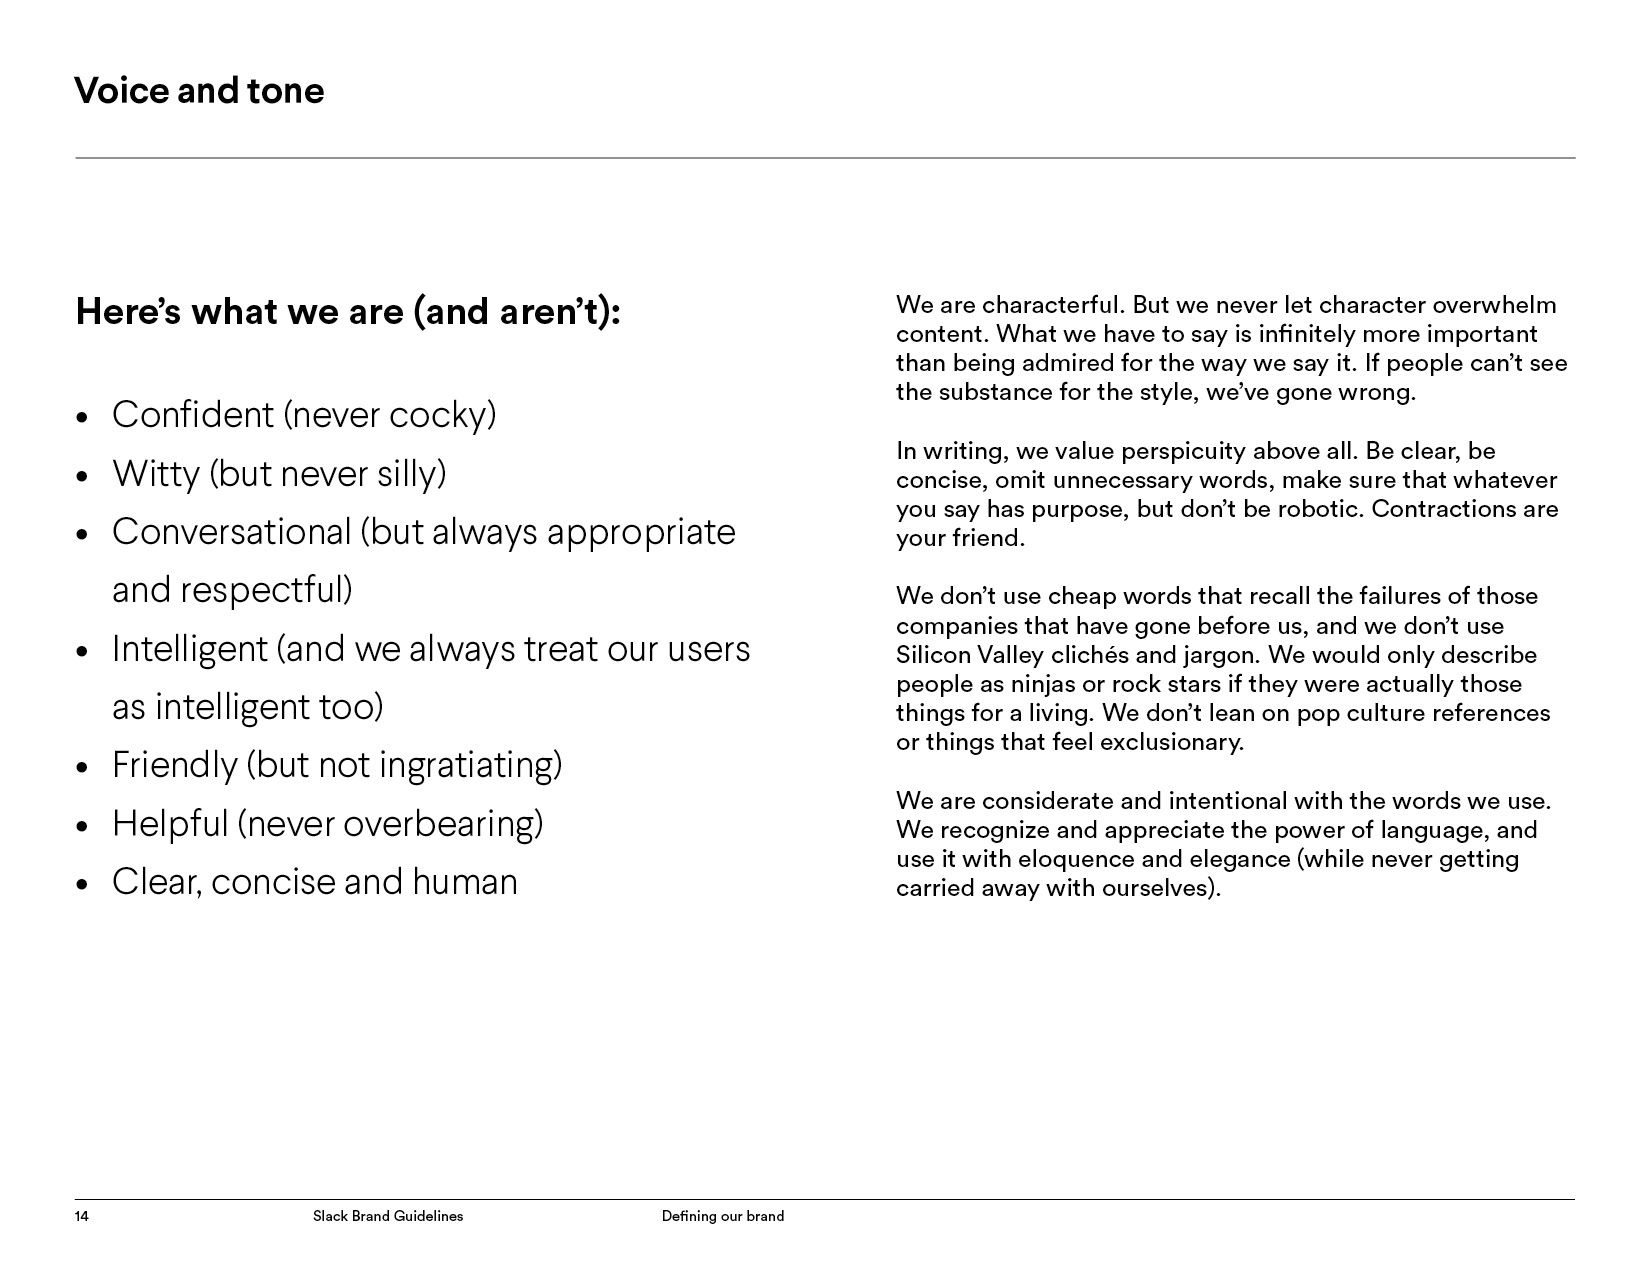 Voice and tone
Here’s what we are (and aren’t):
• Confident (never cocky)
• Witty (but never silly)
• Conversational (but always appropriate
and respectful)
• Intelligent (and we always treat our users
as intelligent too)
• Friendly (but not ingratiating)
• Helpful (never overbearing)
• Clear, concise and human
We are characterful. But we never let character overwhelm
content. What we have to say is infinitely more important
than being admired for the way we say it. If people can’t see
the substance for the style, we’ve gone wrong.
In writing, we value perspicuity above all. Be clear, be
concise, omit unnecessary words, make sure that whatever
you say has purpose, but don’t be robotic. Contractions are
your friend.
We don’t use cheap words that recall the failures of those
companies that have gone before us, and we don’t use
Silicon Valley clichés and jargon. We would only describe
people as ninjas or rock stars if they were actually those
things for a living. We don’t lean on pop culture references
or things that feel exclusionary.
We are considerate and intentional with the words we use.
We recognize and appreciate the power of language, and
use it with eloquence and elegance (while never getting
carried away with ourselves).
14
Slack Brand Guidelines
Defining our brand